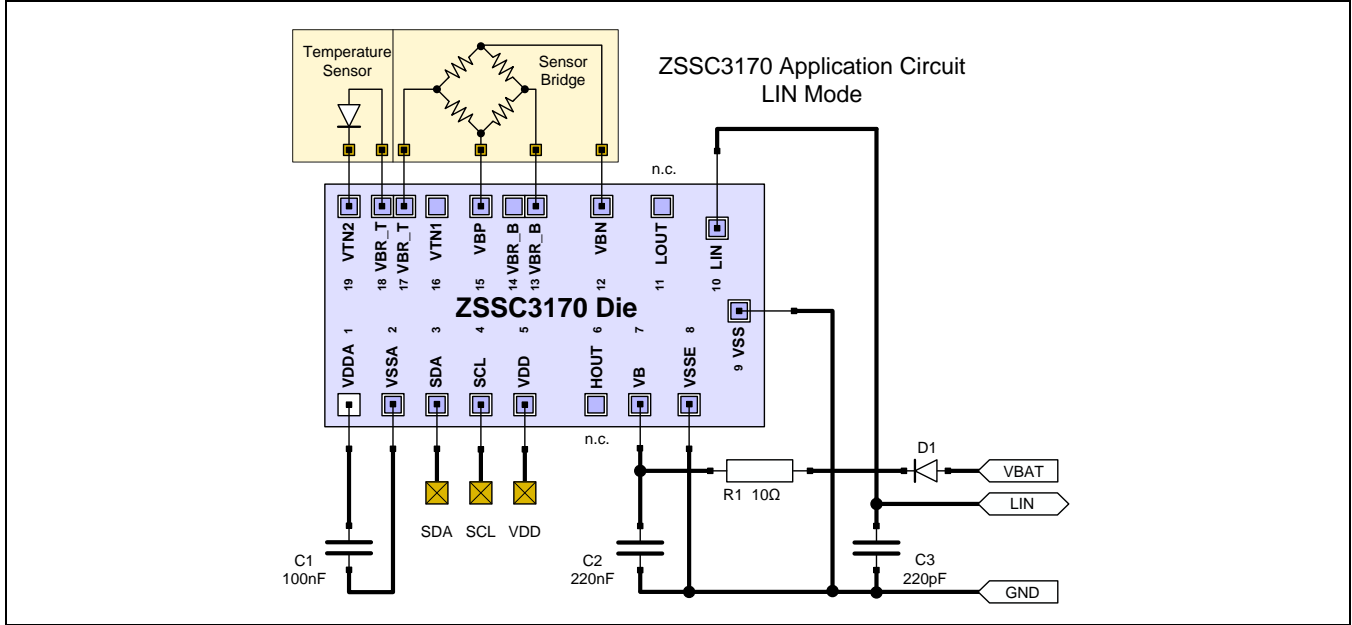 Temperature
Sensor
Sensor
Bridge
ZSSC3170 Application Circuit
LIN Mode
n.c.
VTN2
VBR_T
VBR_T
VTN1
VBP
VBR_B
VBR_B
VBN
LOUT
LIN
19
18
17
16
15
14
13
12
11
10
ZSSC3170 Die
VSS
9
1
2
3
4
5
6
7
8
VDDA
VSSA
SDA
SCL
VDD
HOUT
VB
VSSE
n.c.
D1
VBAT
R1 10Ω
LIN
SDA
SCL
VDD
C1
100nF
C2
220nF
C3
220pF
GND